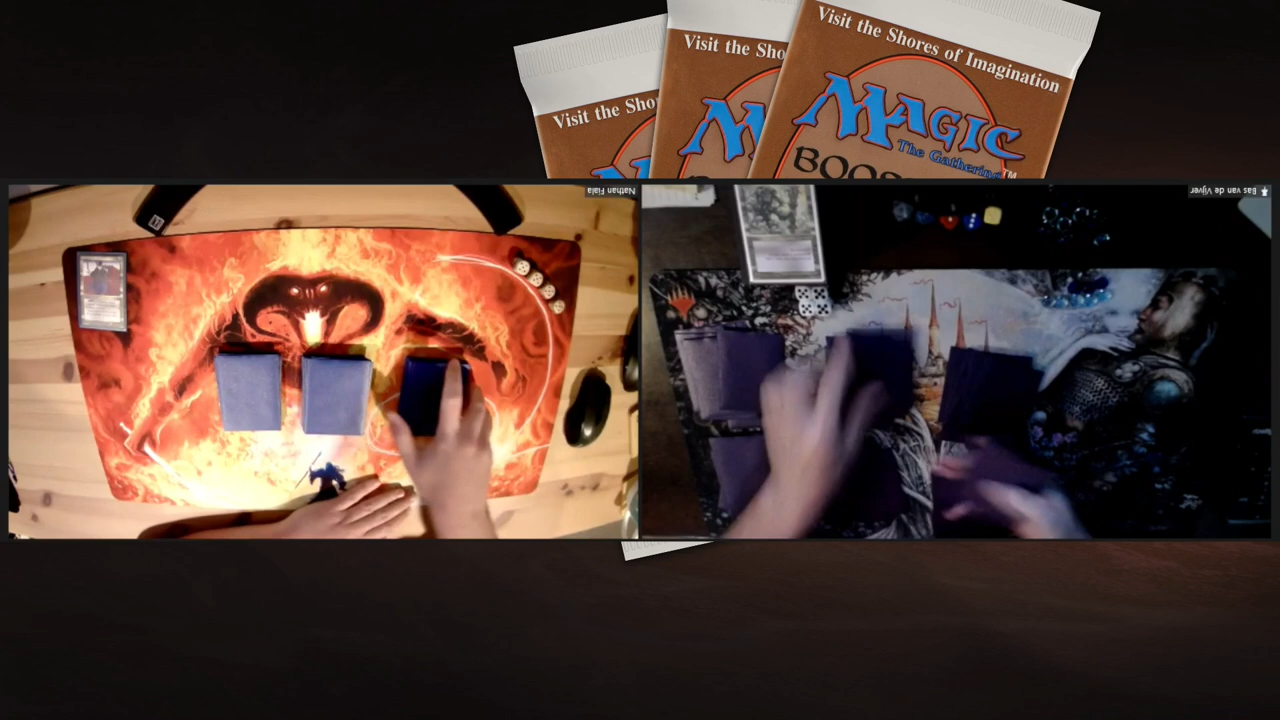 Visit the Shores of Imagination
Visit the Sho
Visit the Sho
MAGIC
The Gathering
TM
BOOS
M
Nathan Fiala
Bas van de Vijver